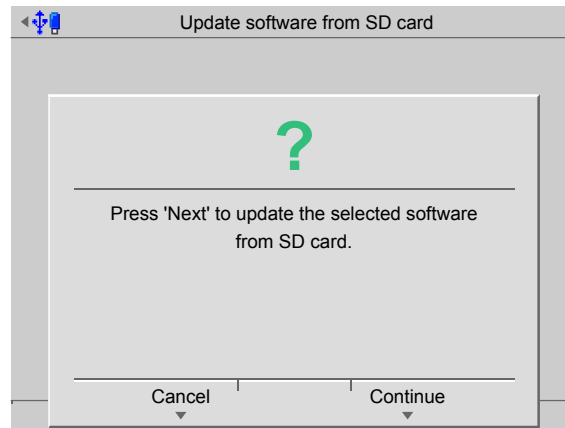 Update software from SD card
?
Press 'Next' to update the selected software
from SD card.
Cancel Continue